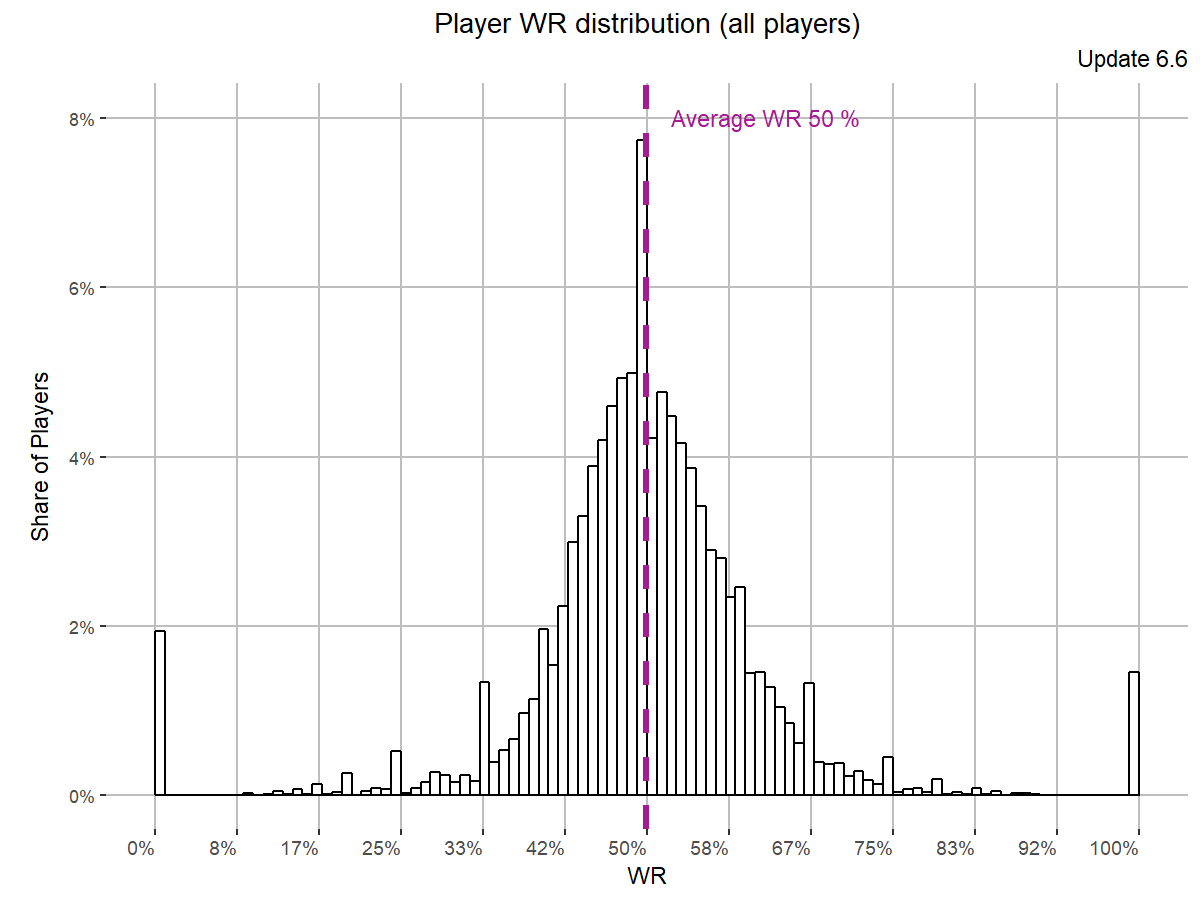 Player WR distribution (all players)
Update 6.6
Average WR 50 %
8%
6%
4%
2%
0%
Share of Players
0% 8% 17% 25% 33% 42% 50% 58% 67% 75% 83% 92% 100%
WR